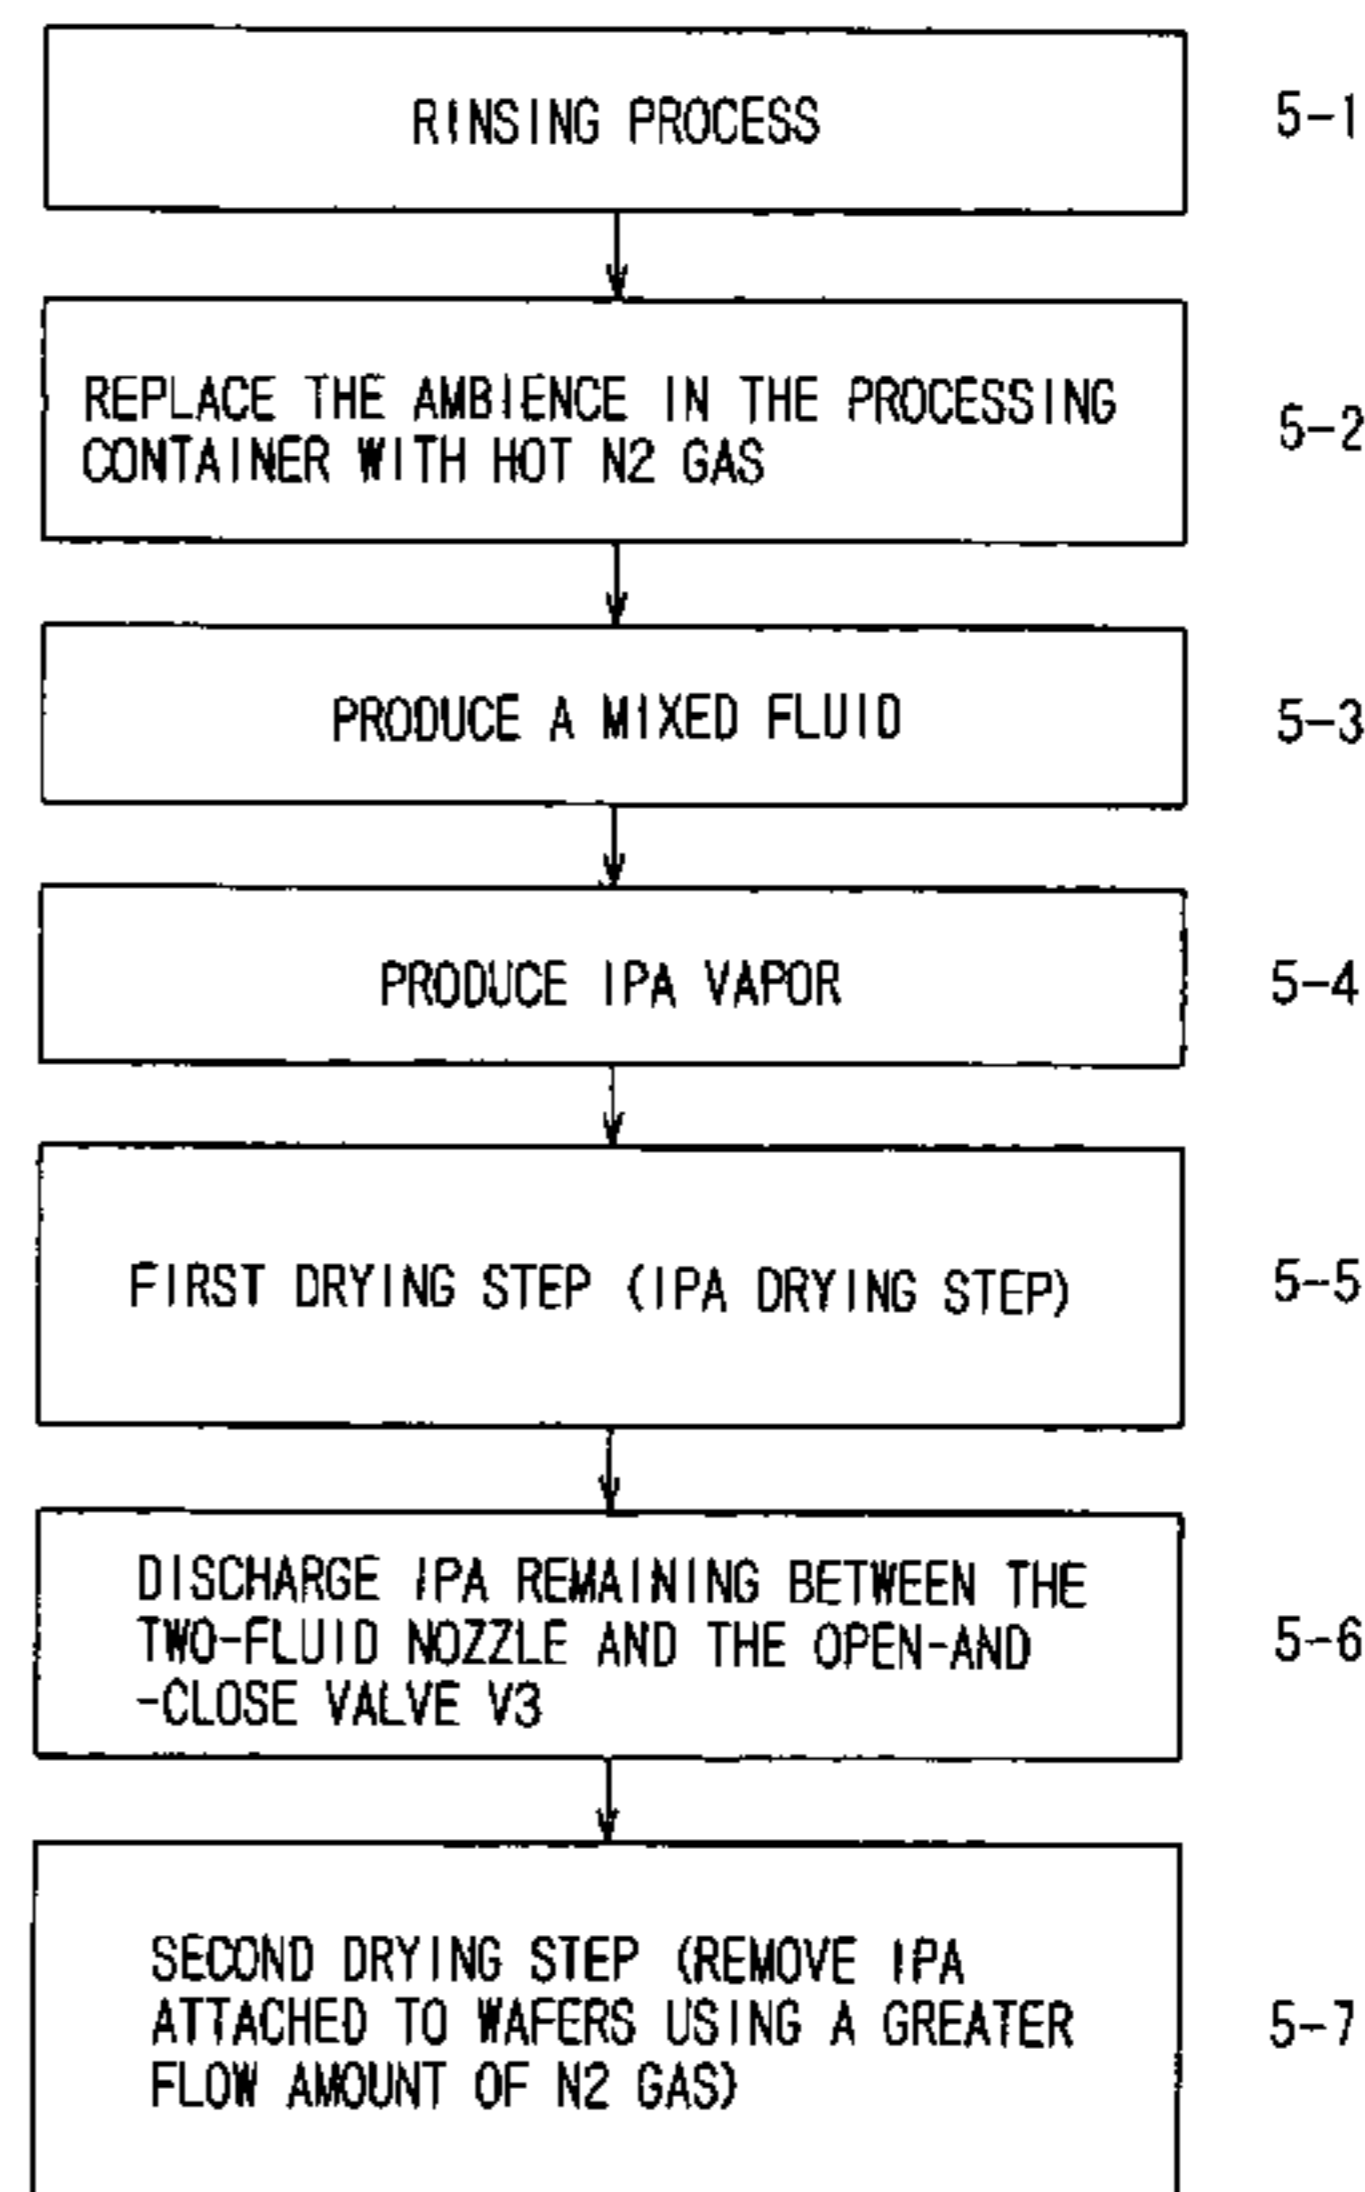 RINSING PROCESS
5-1
REPLACE THE AMBIENCE IN THE PROCESSING
CONTAINER WITH HOT N2 GAS
5-2
PRODUCE A MIXED FLUID
5-3
PRODUCE IPA VAPOR
5-4
FIRST DRYING STEP (IPA DRYING STEP)
5-5
DISCHARGE IPA REMAINING BETWEEN THE
TWO-FLUID NOZZLE AND THE OPEN-AND
-CLOSE VALVE V3
5-6
SECOND DRYING STEP (REMOVE IPA
ATTACHED TO WAFERS USING A GREATER
FLOW AMOUNT OF N2 GAS)
5-7